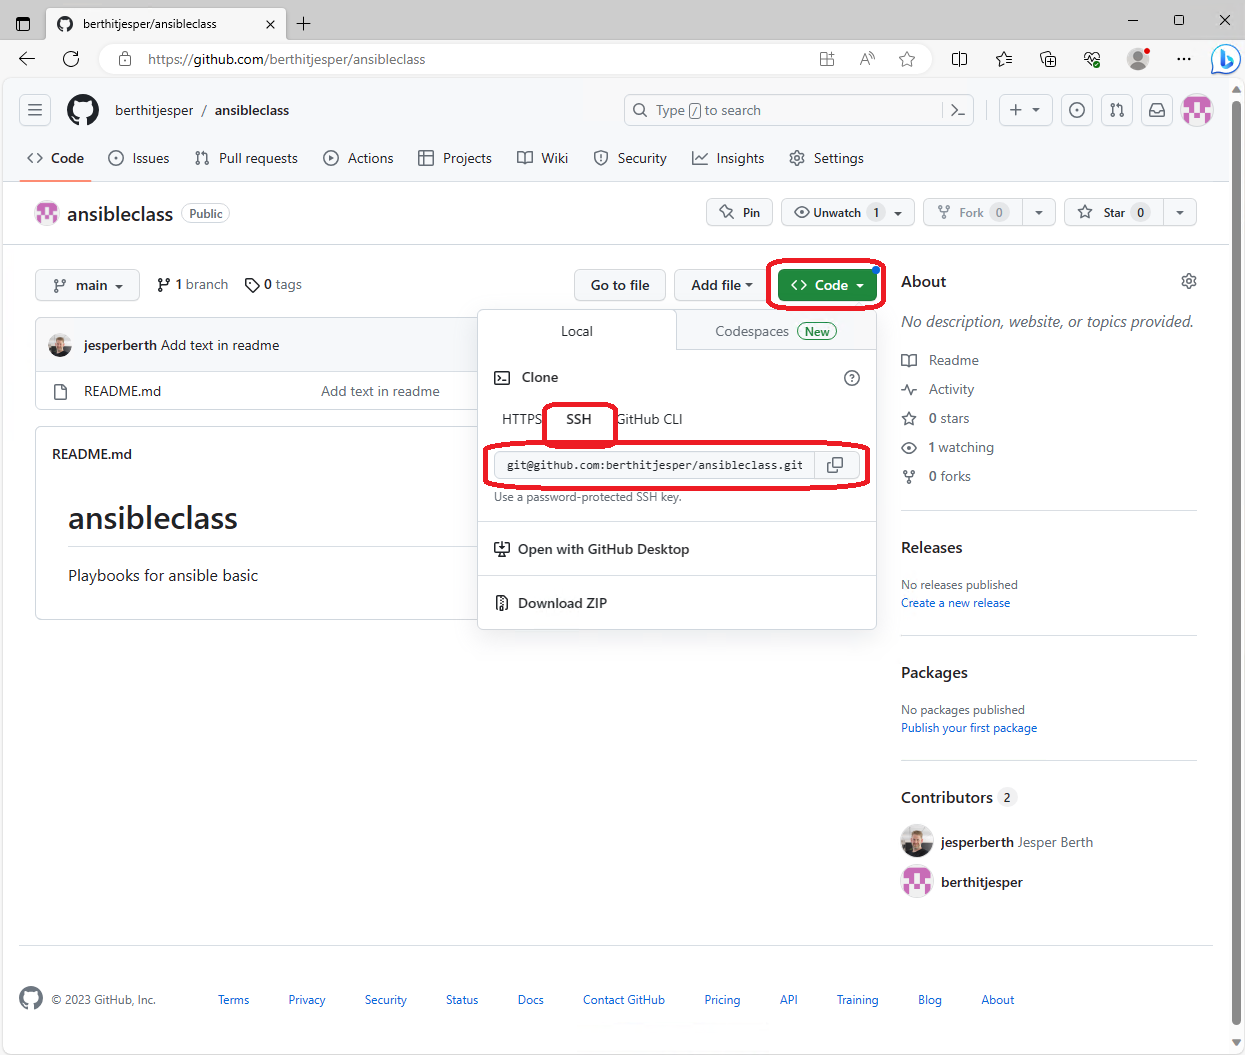 berthitjesper/ansibleclass
https://github.com/berthitjesper/ansibleclass
berthitjesper / ansibleclass
Type / to search
Code Issues Pull requests Actions Projects Wiki Security Insights Settings
ansibleclass Public
Pin Unwatch 1 Fork 0 Star 0
main 1 branch 0 tags Go to file Add file Code
jesperberth Add text in readme
README.md Add text in readme
README.md
ansibleclass
Playbooks for ansible basic
Local Codespaces New
Clone
HTTPS SSH GitHub CLI
git@github.com:berthitjesper/ansibleclass.git
Use a password-protected SSH key.
Open with GitHub Desktop
Download ZIP
About
No description, website, or topics provided.
Readme
Activity
0 stars
1 watching
0 forks
Releases
No releases published
Create a new release
Packages
No packages published
Publish your first package
Contributors 2
jesperberth Jesper Berth
berthitjesper
© 2023 GitHub, Inc. Terms Privacy Security Status Docs Contact GitHub Pricing API Training Blog About